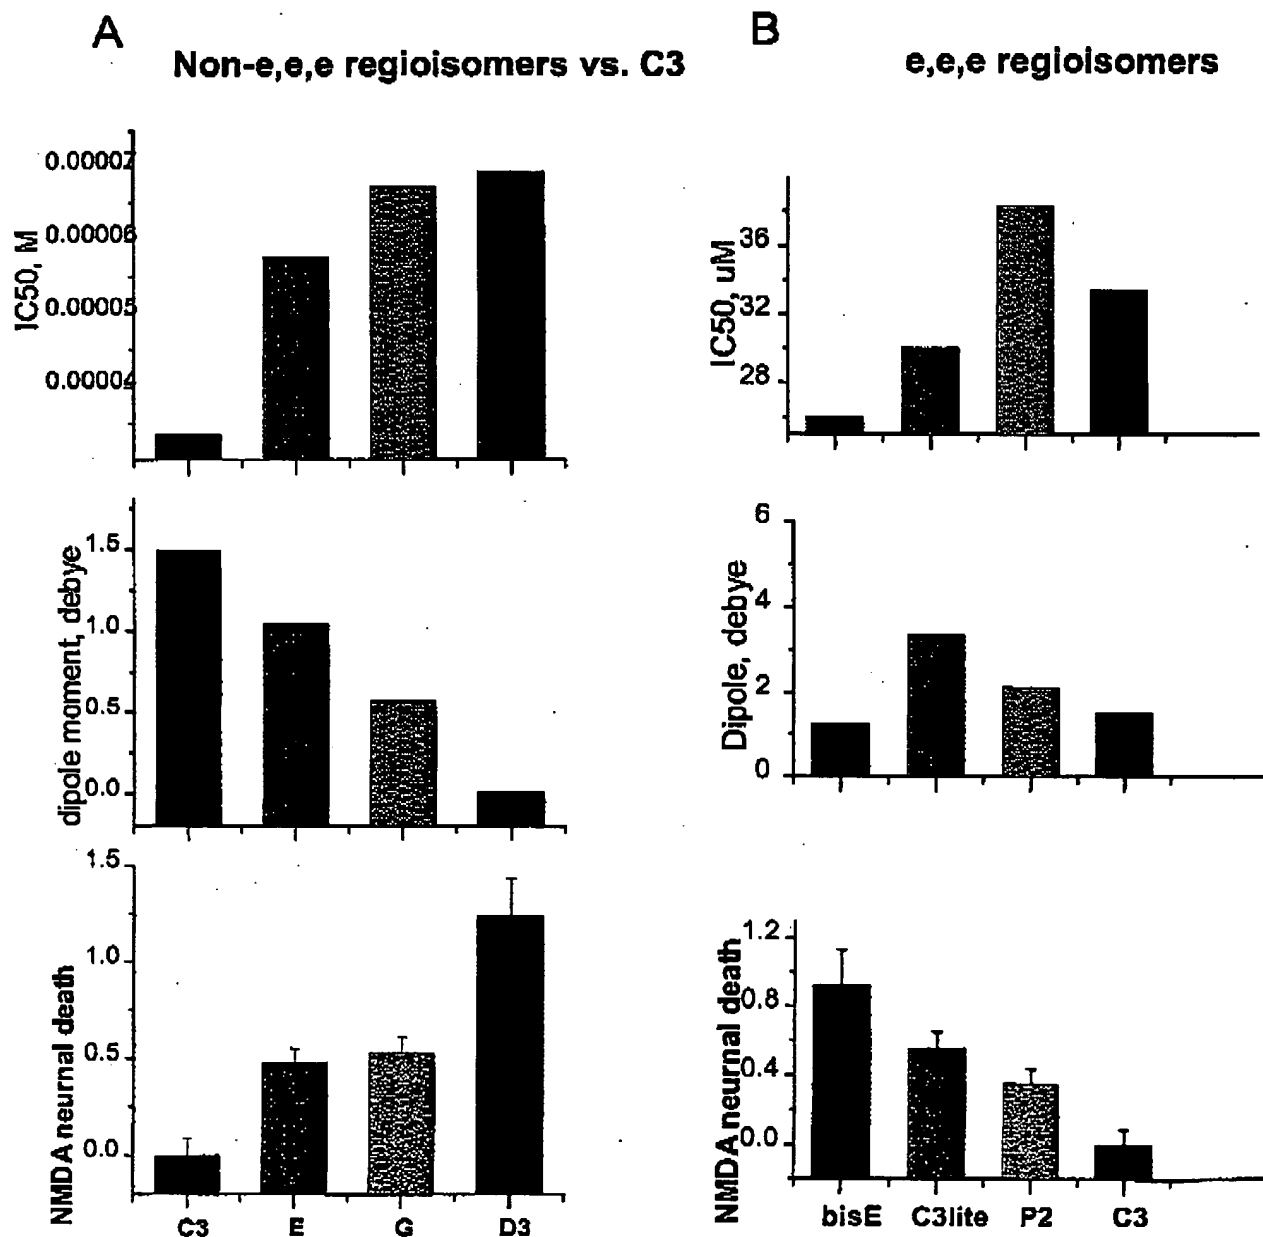 A
Non-e,e,e regioisomers vs. C3
IC50, M
0.00007
0.00006
0.00005
0.00004
dipole moment, debye
1.5
1.0
0.5
0.0
NMDA neurnal death
1.5
1.0
0.5
0.0
C3 E G D3
B
e,e,e regioisomers
IC50, uM
36
32
28
Dipole, debye
6
4
2
0
NMDA neurnal death
1.2
0.8
0.4
0.0
bisE C3lite P2 C3